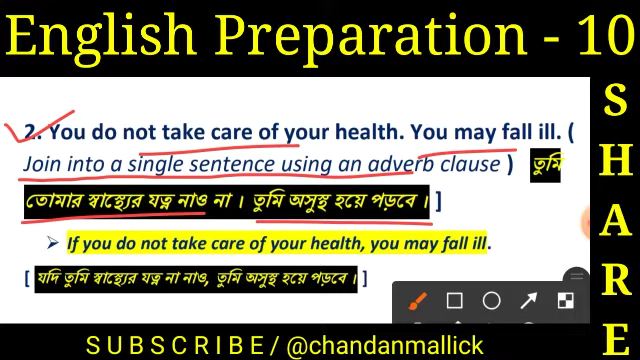 English Preparation - 10
2. You do not take care of your health. You may fall ill. (
Join into a single sentence using an adverb clause ) তুমি
তোমার স্বাস্থ্যের যত্ন নাও না । তুমি অসুস্থ হয়ে পড়বে । ]
➢ If you do not take care of your health, you may fall ill.
[ যদি তুমি স্বাস্থ্যের যত্ন না নাও, তুমি অসুস্থ হয়ে পড়বে । ]
S
H
A
R
E
SUBSCRIBE/ @chandanmallick